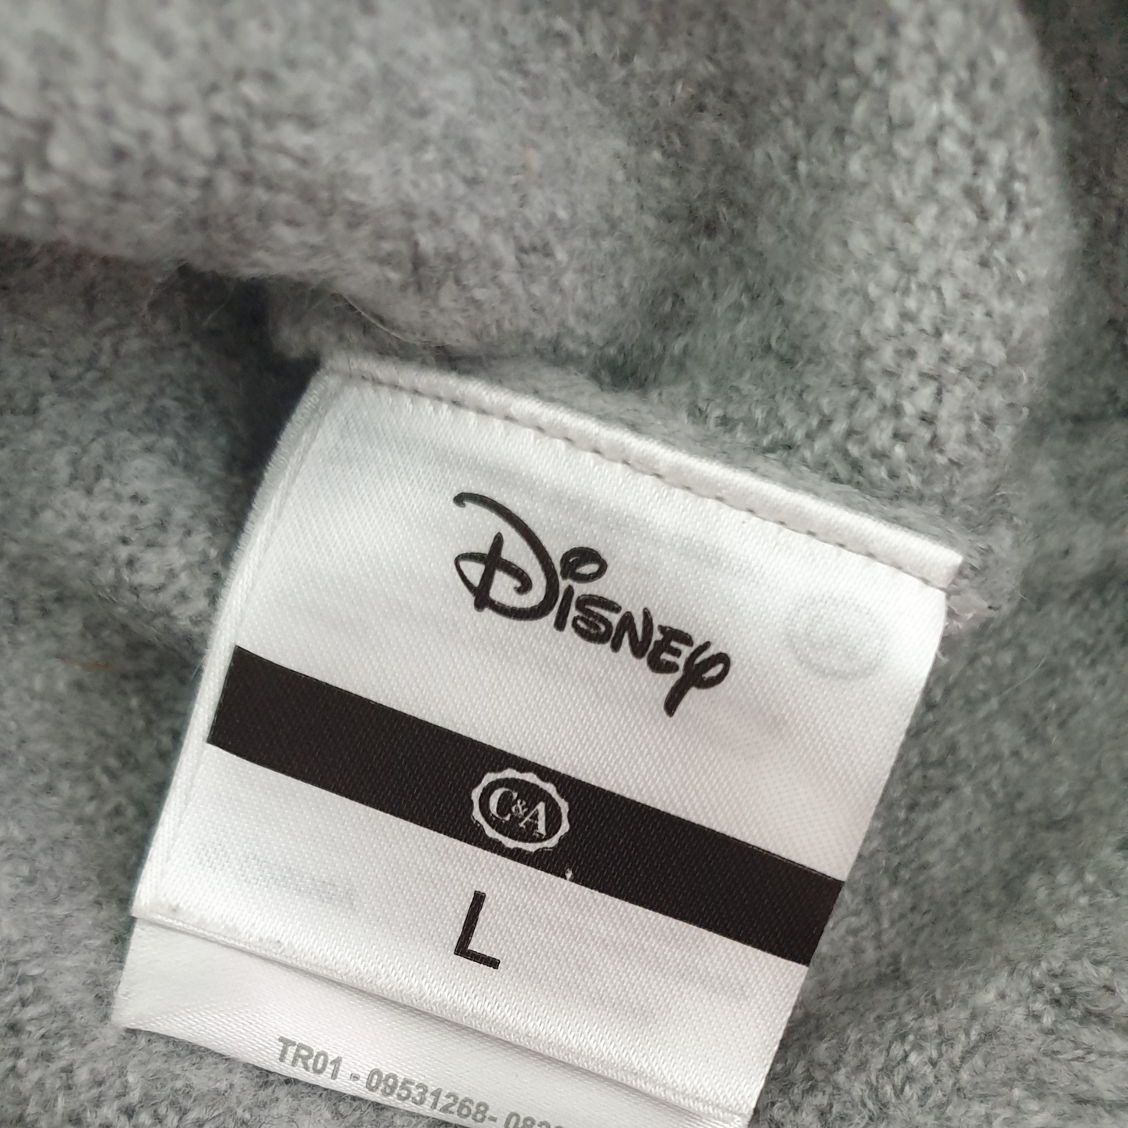 Disney
C&A
L
TR01 - 09531268-